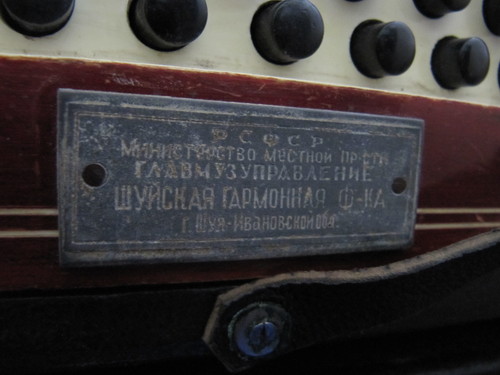 РСФСР
МИНИСТЕРСТВО МЕСТНОЙ ПР-СТИ
ГЛАВМУЗУПРАВЛЕНИЕ
ШУЙСКАЯ ГАРМОННАЯ Ф-КА
Г. ШУЯ-ИВАНОВСКОЙ ОБЛ.